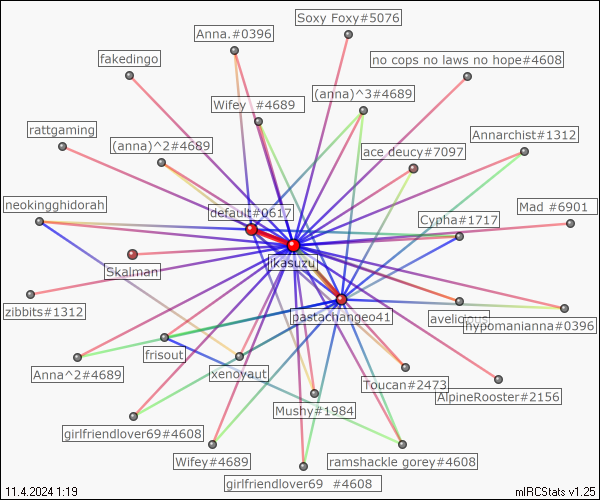 Soxy Foxy#5076
Anna.#0396
fakedingo
no cops no laws no hope#4608
Wifey #4689
(anna)^3#4689
rattgaming
(anna)^2#4689
ace deucy#7097
Annarchist#1312
neokingghidorah
default#0617
Cypha#1717
Mad #6901
Skalman
ikasuzu
zibbits#1312
pastachangeo41
avelicious
hypomanianna#0396
frisout
Anna^2#4689
xenoyaut
Toucan#2473
AlpineRooster#2156
Mushy#1984
girlfriendlover69#4608
Wifey#4689
ramshackle gorey#4608
girlfriendlover69 #4608
11.4.2024 1:19
mIRCStats v1.25